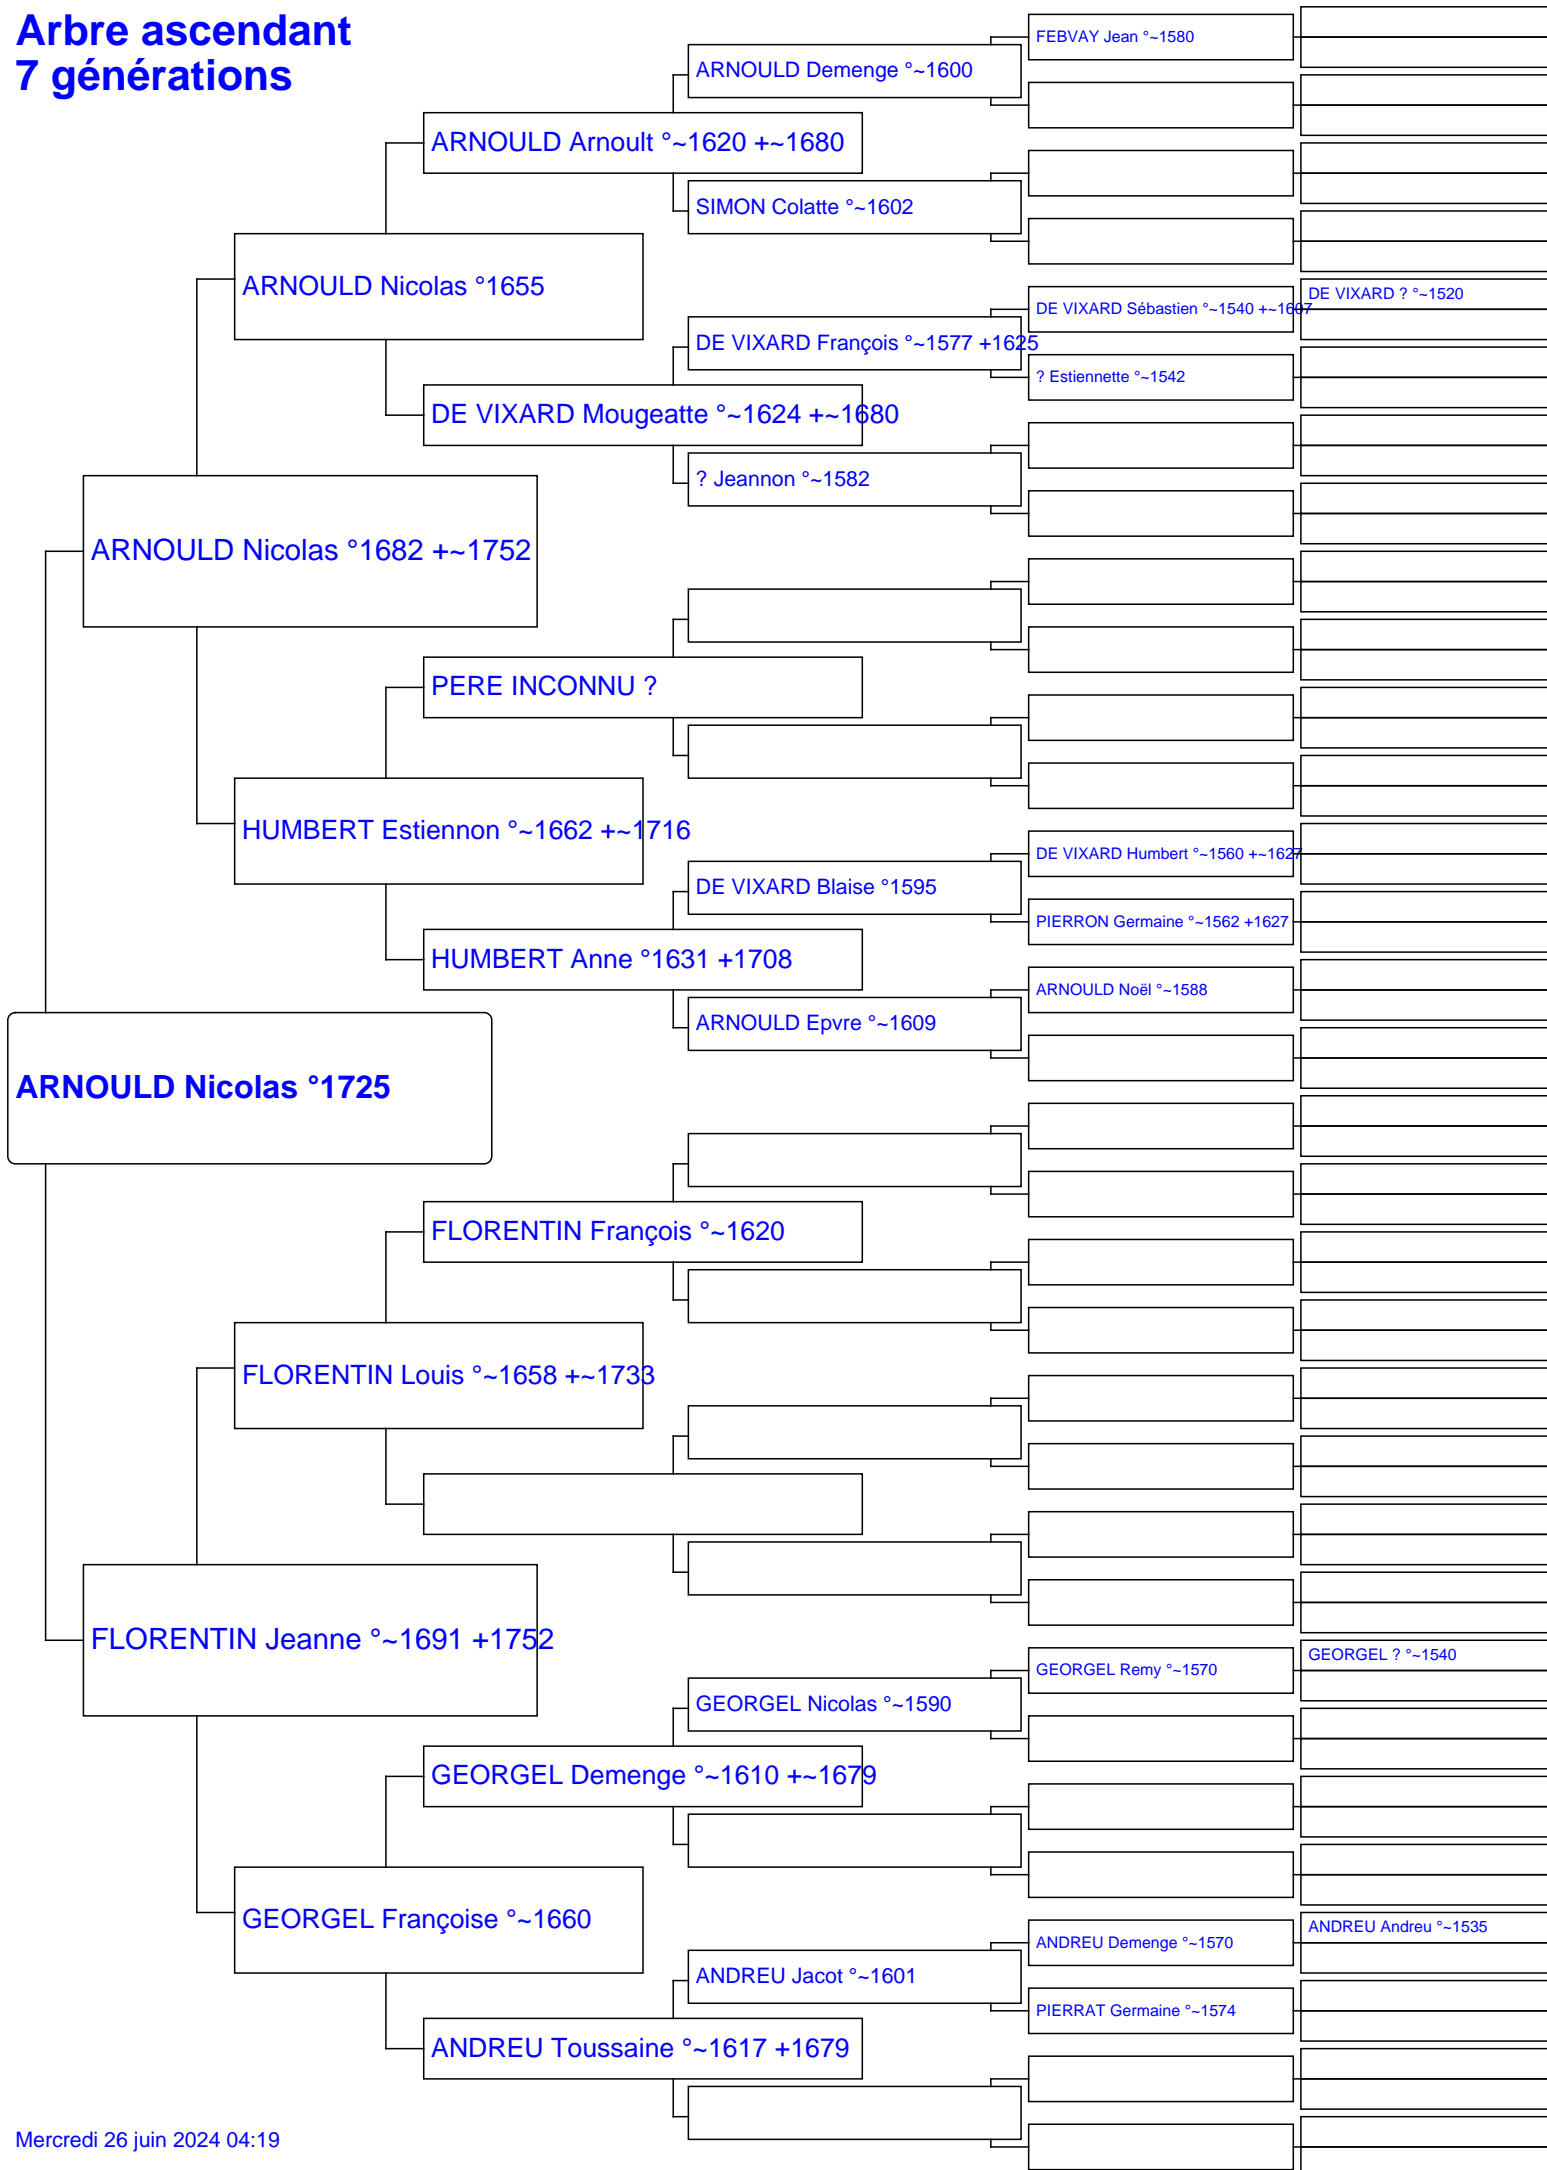 Arbre ascendant
7 générations
FEBVAY Jean °~1580
ARNOULD Demenge °~1600
ARNOULD Arnoult °~1620 +~1680
SIMON Colatte °~1602
ARNOULD Nicolas °1655
DE VIXARD ? °~1520
DE VIXARD Sébastien °~1540 +~1607
DE VIXARD François °~1577 +1625
? Estiennette °~1542
DE VIXARD Mougeatte °~1624 +~1680
? Jeannon °~1582
ARNOULD Nicolas °1682 +~1752
PERE INCONNU ?
HUMBERT Estiennon °~1662 +~1716
DE VIXARD Humbert °~1560 +~1627
DE VIXARD Blaise °1595
PIERRON Germaine °~1562 +1627
HUMBERT Anne °1631 +1708
ARNOULD Noël °~1588
ARNOULD Epvre °~1609
ARNOULD Nicolas °1725
FLORENTIN François °~1620
FLORENTIN Louis °~1658 +~1733
FLORENTIN Jeanne °~1691 +1752
GEORGEL ? °~1540
GEORGEL Remy °~1570
GEORGEL Nicolas °~1590
GEORGEL Demenge °~1610 +~1679
GEORGEL Françoise °~1660
ANDREU Andreu °~1535
ANDREU Demenge °~1570
ANDREU Jacot °~1601
PIERRAT Germaine °~1574
ANDREU Toussaine °~1617 +1679
Mercredi 26 juin 2024 04:19